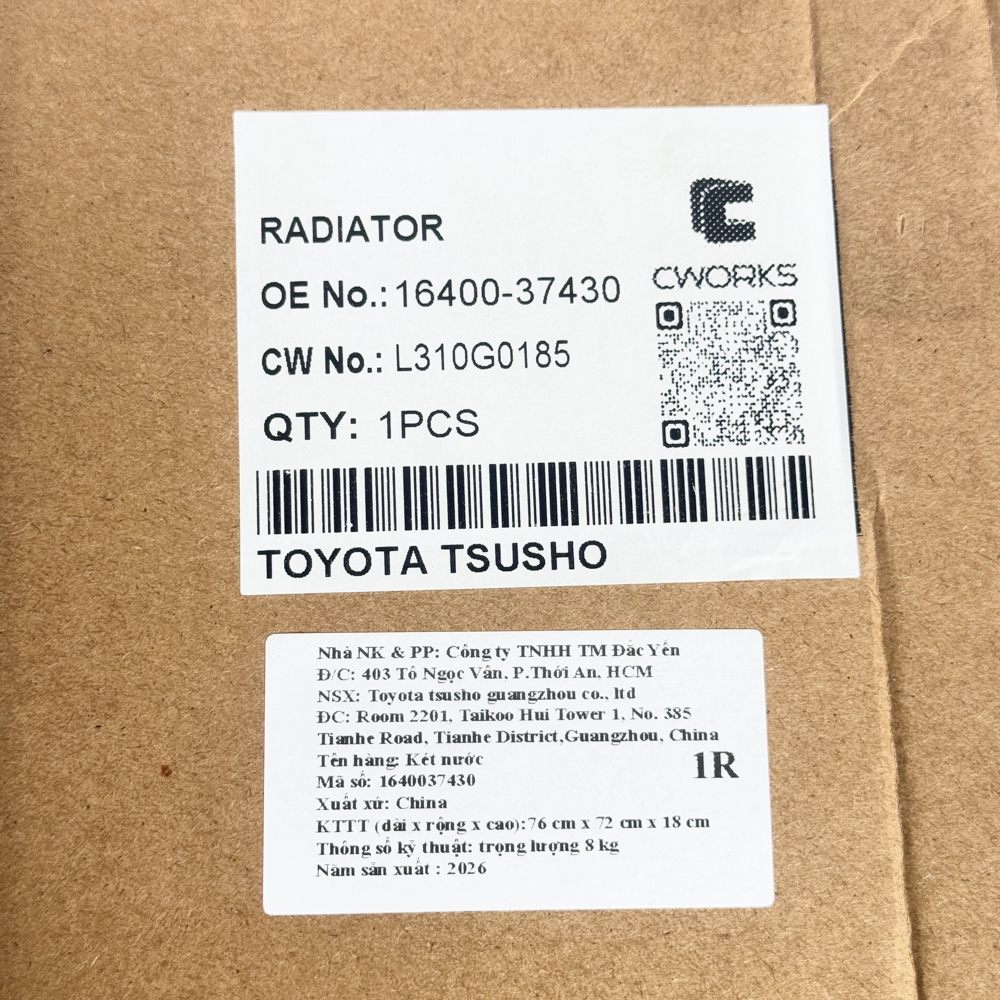 RADIATOR
OE No.: 16400-37430
CW No.: L310G0185
QTY: 1PCS
CWORKS
TOYOTA TSUSHO
Nhà NK & PP: Công ty TNHH TM Đắc Yến
Đ/C: 403 Tô Ngọc Vân, P.Thới An, HCM
NSX: Toyota tsusho guangzhou co., ltd
ĐC: Room 2201, Taikoo Hui Tower 1, No. 385
Tianhe Road, Tianhe District,Guangzhou, China
Tên hàng: Két nước
1R
Mã số: 1640037430
Xuất xứ: China
KTTT (dài x rộng x cao):76 cm x 72 cm x 18 cm
Thông số kỹ thuật: trọng lượng 8 kg
Năm sản xuất : 2026